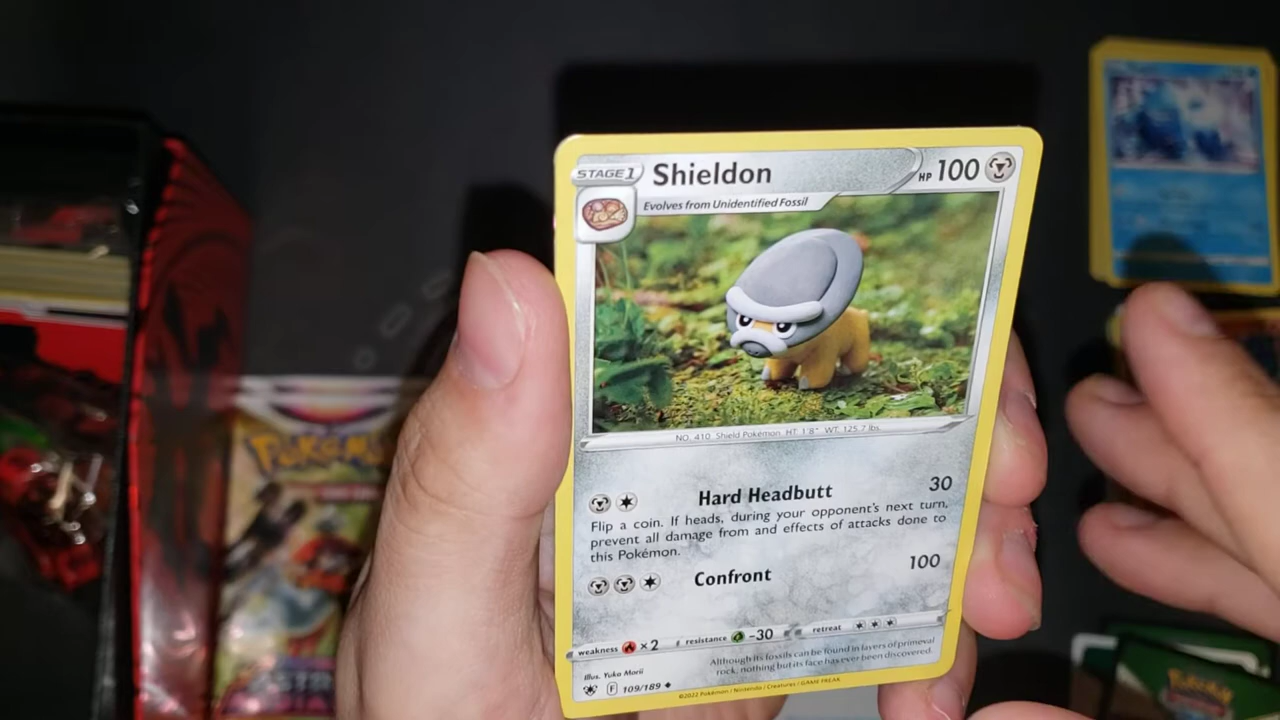 STAGE 1
Shieldon
HP 100
Evolves from Unidentified Fossil
NO. 410 Shield Pokémon HT: 1'8" WT: 125.7 lbs.
Hard Headbutt 30
Flip a coin. If heads, during your opponent's next turn,
prevent all damage from and effects of attacks done to
this Pokémon.
Confront 100
weakness ×2 resistance -30 retreat
Although its fossils can be found in layers of primeval
rock, nothing but its face has ever been discovered.
Illus. Yuka Morii
F 109/189
©2022 Pokémon / Nintendo / Creatures / GAME FREAK
POKéMON
Pokémon